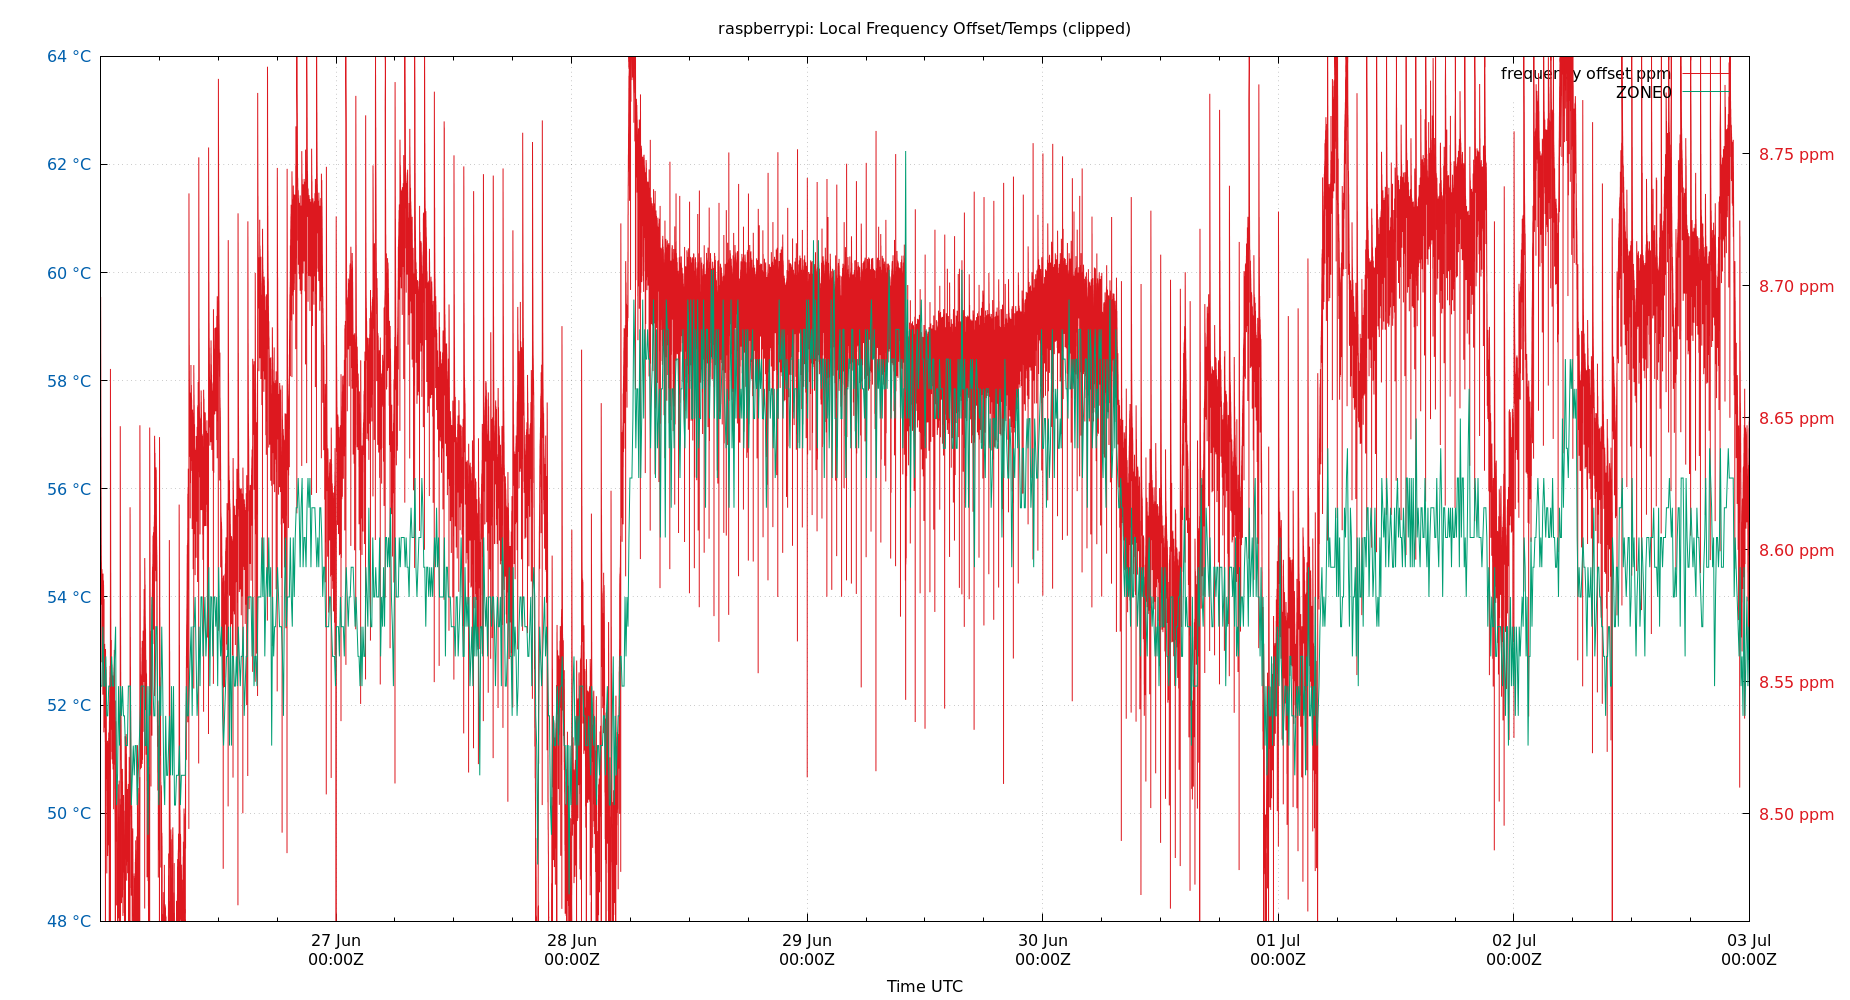 raspberrypi: Local Frequency Offset/Temps (clipped)
64 °C
62 °C
60 °C
58 °C
56 °C
54 °C
52 °C
50 °C
48 °C
frequency offset ppm
ZONE0
8.75 ppm
8.70 ppm
8.65 ppm
8.60 ppm
8.55 ppm
8.50 ppm
27 Jun
00:00Z
28 Jun
00:00Z
29 Jun
00:00Z
30 Jun
00:00Z
01 Jul
00:00Z
02 Jul
00:00Z
03 Jul
00:00Z
Time UTC